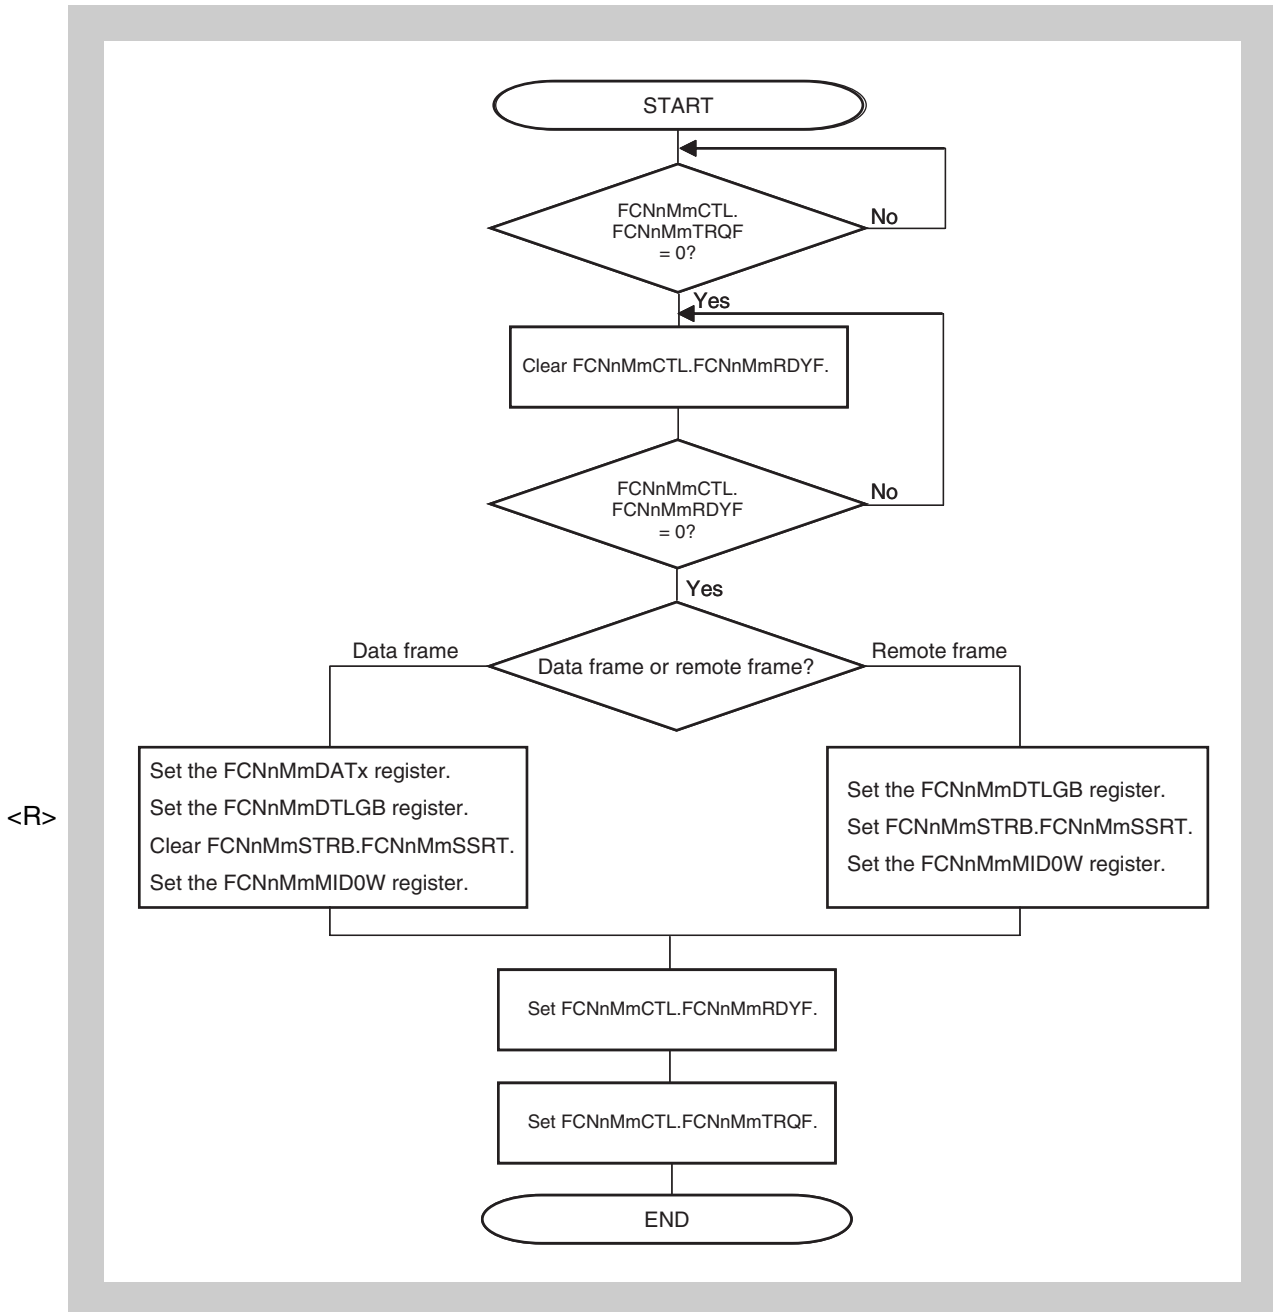 START
FCNnMmCTL.
FCNnMmTRQF
= 0?
No
Yes
Clear FCNnMmCTL.FCNnMmRDYF.
FCNnMmCTL.
FCNnMmRDYF
= 0?
No
Yes
Data frame
Data frame or remote frame?
Remote frame
<R>
Set the FCNnMmDATx register.
Set the FCNnMmDTLGB register.
Clear FCNnMmSTRB.FCNnMmSSRT.
Set the FCNnMmMID0W register.
Set the FCNnMmDTLGB register.
Set FCNnMmSTRB.FCNnMmSSRT.
Set the FCNnMmMID0W register.
Set FCNnMmCTL.FCNnMmRDYF.
Set FCNnMmCTL.FCNnMmTRQF.
END